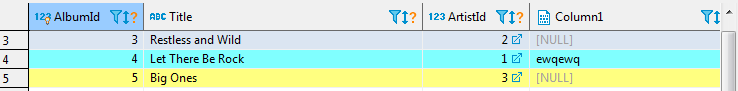 123 AlbumId ABC Title 123 ArtistId Column1
3 3 Restless and Wild 2 [NULL]
4 4 Let There Be Rock 1 ewqewq
5 5 Big Ones 3 [NULL]